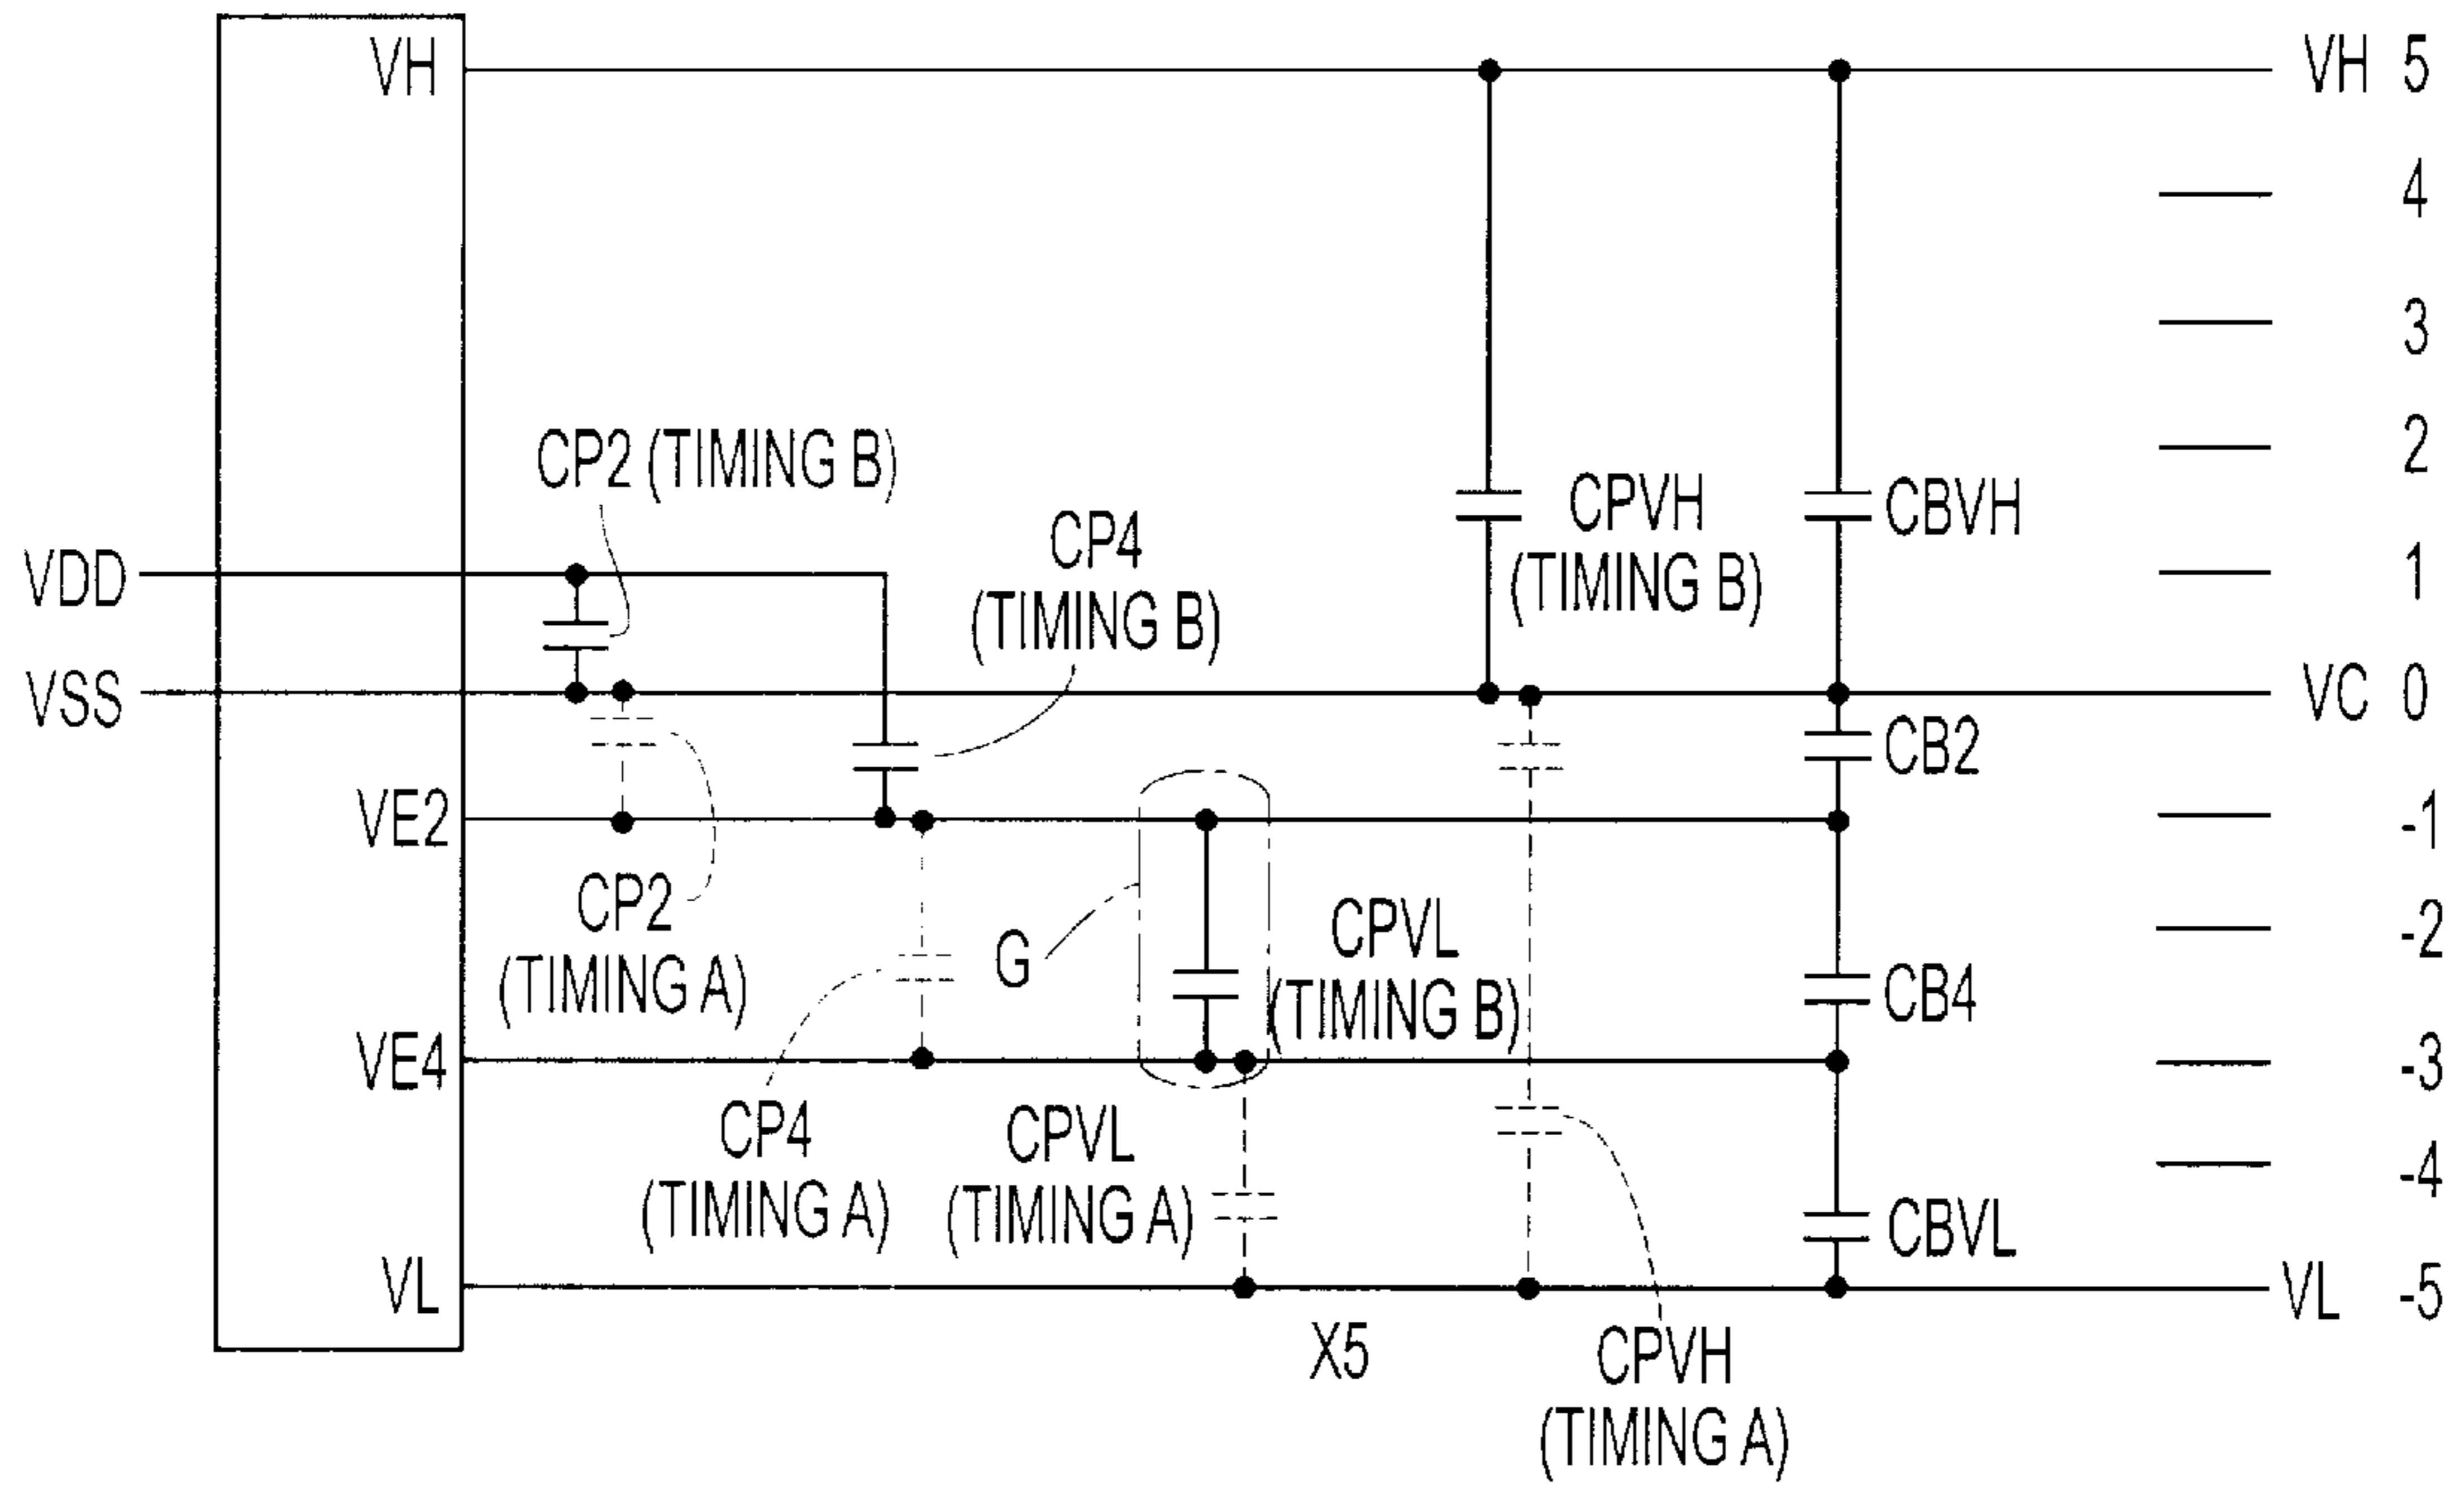 VH
VH 5
4
3
2
CP2 (TIMING B)
CPVH
(TIMING B)
CBVH
CP4
(TIMING B)
VDD
1
VSS
VC 0
CB2
VE2
-1
CP2
(TIMING A)
G
CPVL
(TIMING B)
-2
CB4
VE4
-3
CP4
(TIMING A)
CPVL
(TIMING A)
-4
CBVL
VL
VL -5
X5
CPVH
(TIMING A)